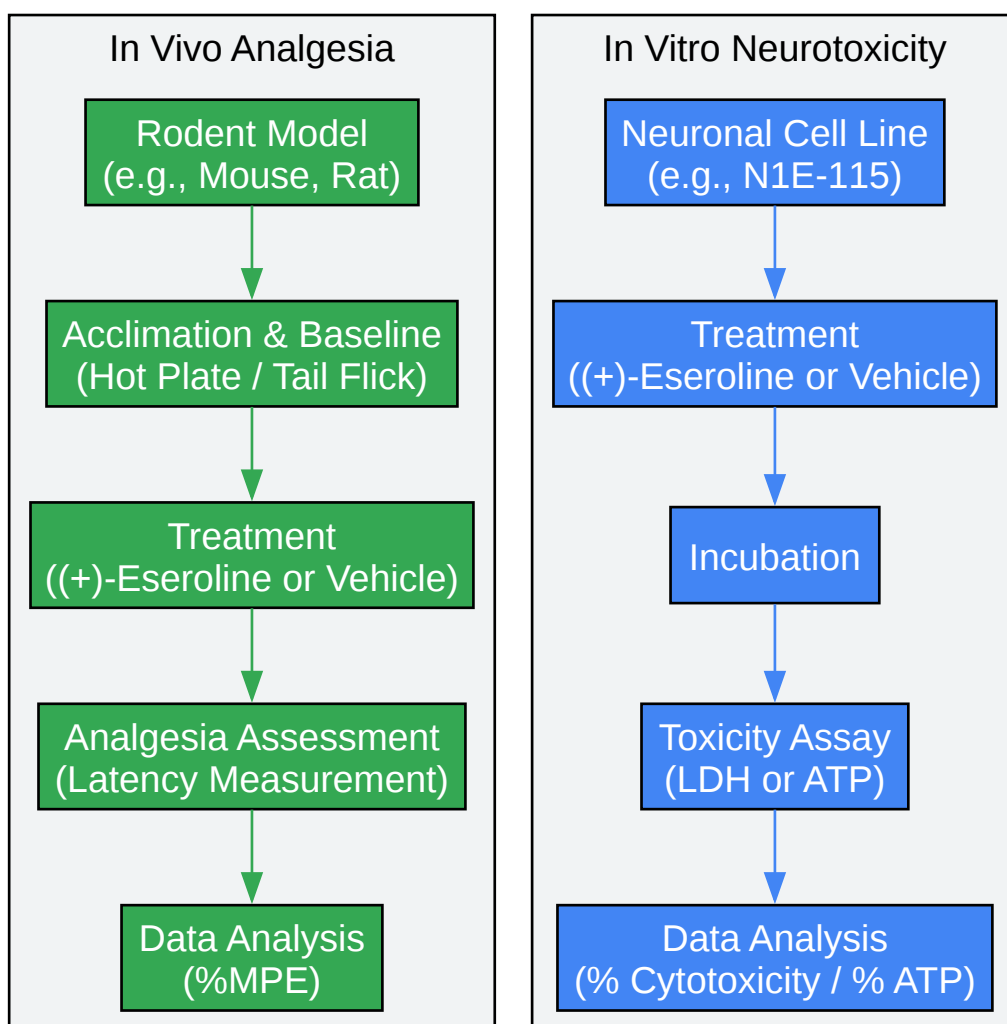 In Vivo Analgesia
Rodent Model
(e.g., Mouse, Rat)
Acclimation & Baseline
(Hot Plate / Tail Flick)
Treatment
((+)-Eseroline or Vehicle)
Analgesia Assessment
(Latency Measurement)
Data Analysis
(%MPE)
In Vitro Neurotoxicity
Neuronal Cell Line
(e.g., N1E-115)
Treatment
((+)-Eseroline or Vehicle)
Incubation
Toxicity Assay
(LDH or ATP)
Data Analysis
(% Cytotoxicity / % ATP)